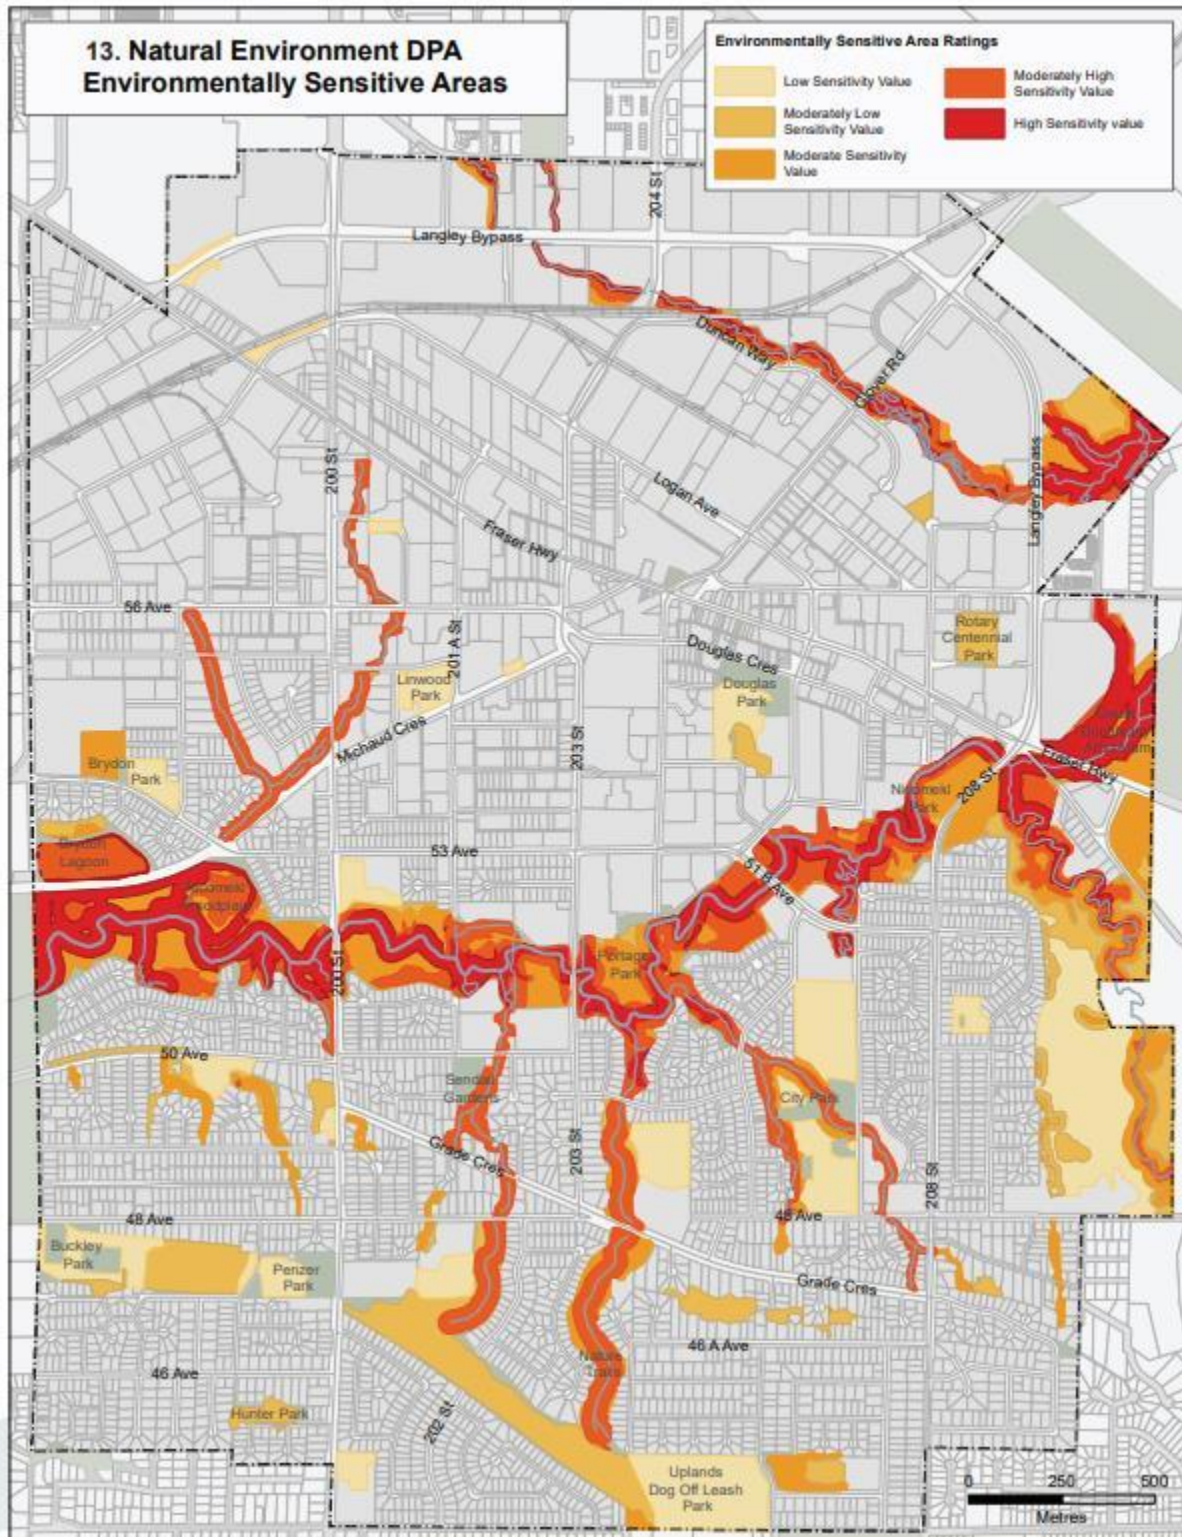 13. Natural Environment DPA
Environmentally Sensitive Areas
Environmentally Sensitive Area Ratings
Low Sensitivity Value
Moderately Low
Sensitivity Value
Moderate Sensitivity
Value
Moderately High
Sensitivity Value
High Sensitivity value
204 St
Langley Bypass
Duncan Way
Glover Rd
Langley Bypass
200 St
Logan Ave
Fraser Hwy
56 Ave
201 A St
Rotary
Centennial
Park
Douglas Cres
Linwood
Park
Douglas
Park
Michaud Cres
203 St
Brydon
Park
Fraser Hwy
Nicomekl
Park
208 St
Brydon
Lagoon
53 Ave
51 B Ave
Nicomekl
Floodplain
Portage
Park
200 St
50 Ave
Sendall
Gardens
City Park
Grade Cres
203 St
208 St
48 Ave
48 Ave
Buckley
Park
Penzer
Park
Grade Cres
46 A Ave
Nature
46 Ave
Hunter Park
202 St
Uplands
Dog Off Leash
Park
0 250 500
Metres